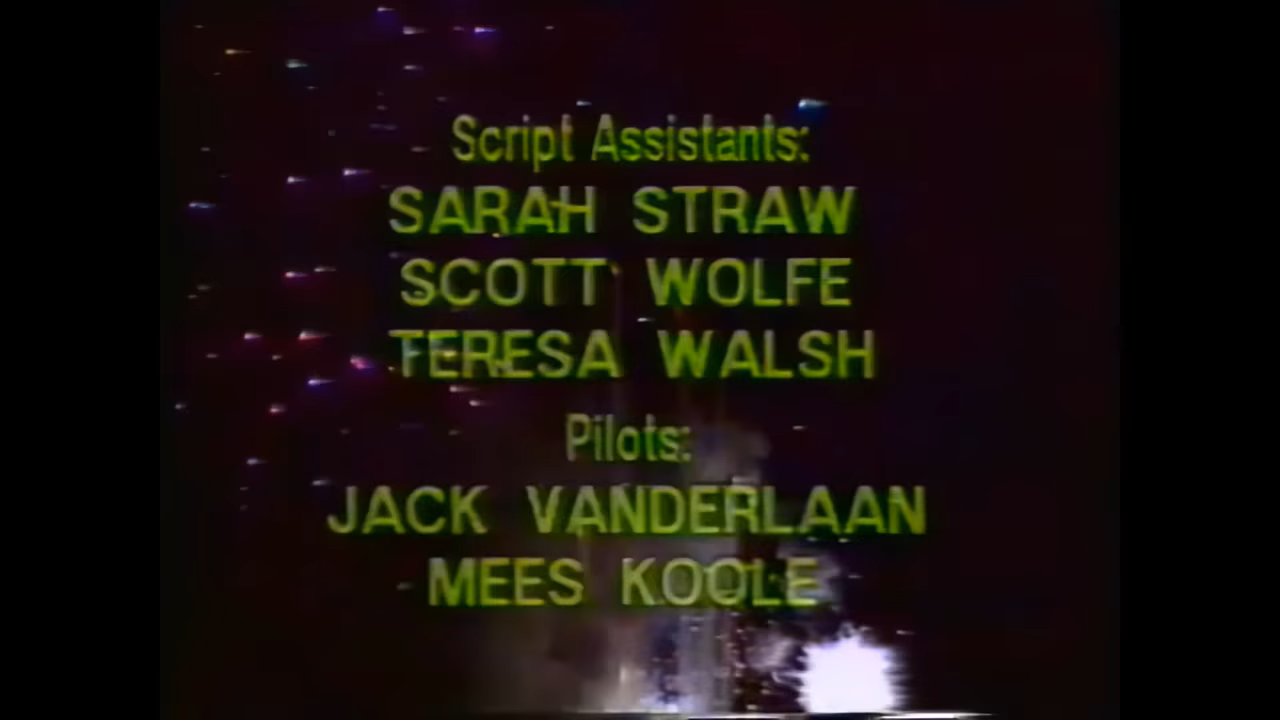 Script Assistants:
SARAH STRAW
SCOTT WOLFE
TERESA WALSH
Pilots:
JACK VANDERLAAN
MEES KOOLE